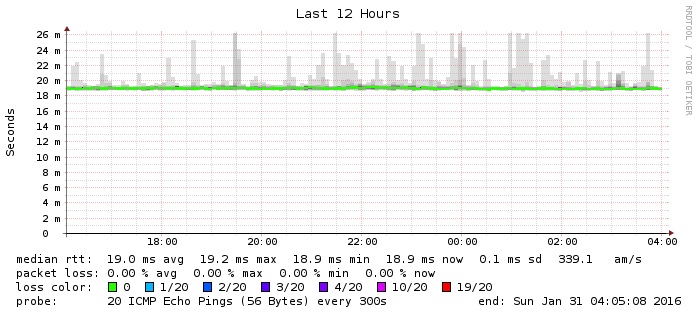 Last 12 Hours
RRDTOOL / TOBI OETIKER
Seconds
26 m
24 m
22 m
20 m
18 m
16 m
14 m
12 m
10 m
8 m
6 m
4 m
2 m
0
18:00 20:00 22:00 00:00 02:00 04:00
median rtt: 19.0 ms avg 19.2 ms max 18.9 ms min 18.9 ms now 0.1 ms sd 339.1 am/s
packet loss: 0.00 % avg 0.00 % max 0.00 % min 0.00 % now
loss color: 0 1/20 2/20 3/20 4/20 10/20 19/20
probe: 20 ICMP Echo Pings (56 Bytes) every 300s end: Sun Jan 31 04:05:08 2016